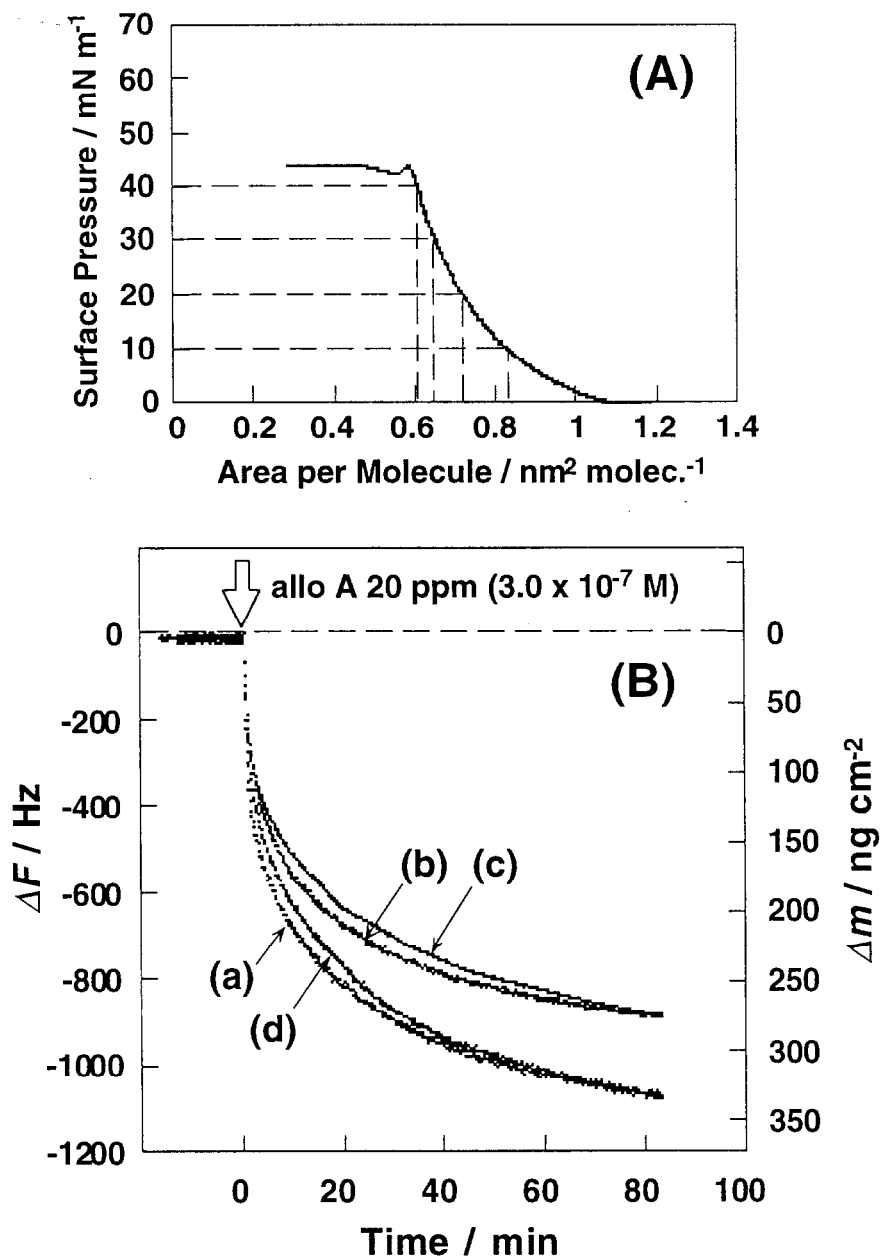 (A)
Surface Pressure / mN m⁻¹
70
60
50
40
30
20
10
0
0 0.2 0.4 0.6 0.8 1 1.2 1.4
Area per Molecule / nm² molec.⁻¹
allo A 20 ppm (3.0 x 10⁻⁷ M)
(B)
ΔF / Hz
0
-200
-400
-600
-800
-1000
-1200
(b) (c)
(a)
(d)
0
50
100
150
200
250
300
350
Δm / ng cm⁻²
0 20 40 60 80 100
Time / min